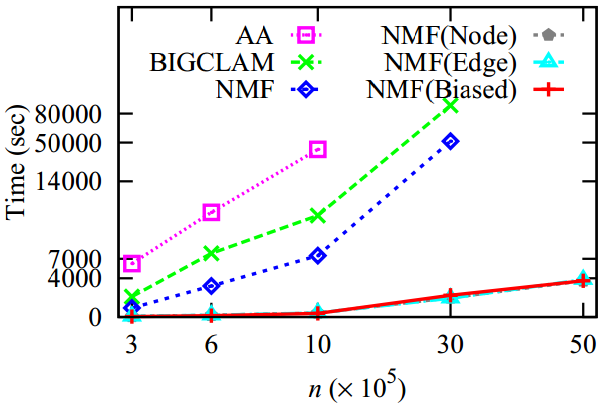 AA
BIGCLAM
NMF
NMF(Node)
NMF(Edge)
NMF(Biased)
Time (sec)
80000
50000
14000
7000
4000
0
3 6 10 30 50
n (× 10⁵)